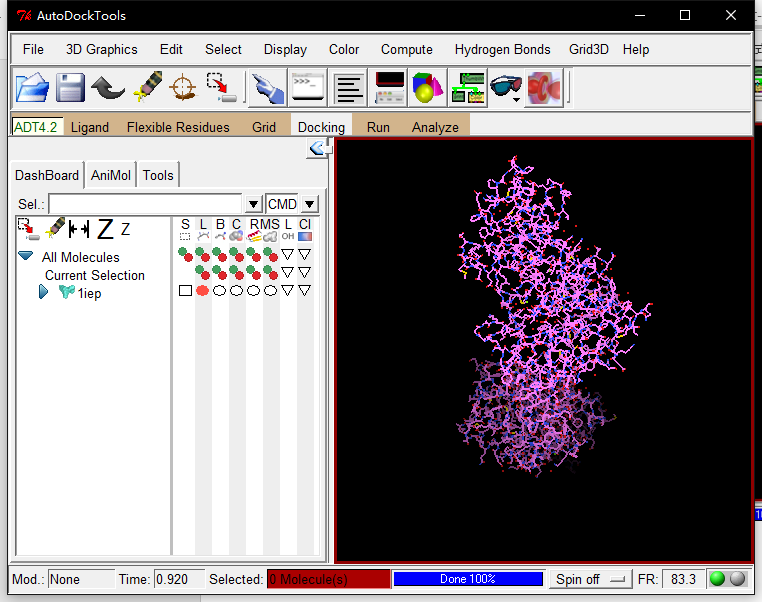 AutoDockTools
File 3D Graphics Edit Select Display Color Compute Hydrogen Bonds Grid3D Help
>>>
ADT4.2 Ligand Flexible Residues Grid Docking Run Analyze
DashBoard AniMol Tools
Sel.: CMD
Z Z S L B C R MS L Cl
OH
All Molecules
Current Selection
1iep
Mod.: None Time: 0.920 Selected: 0 Molecule(s) Done 100% Spin off FR: 83.3